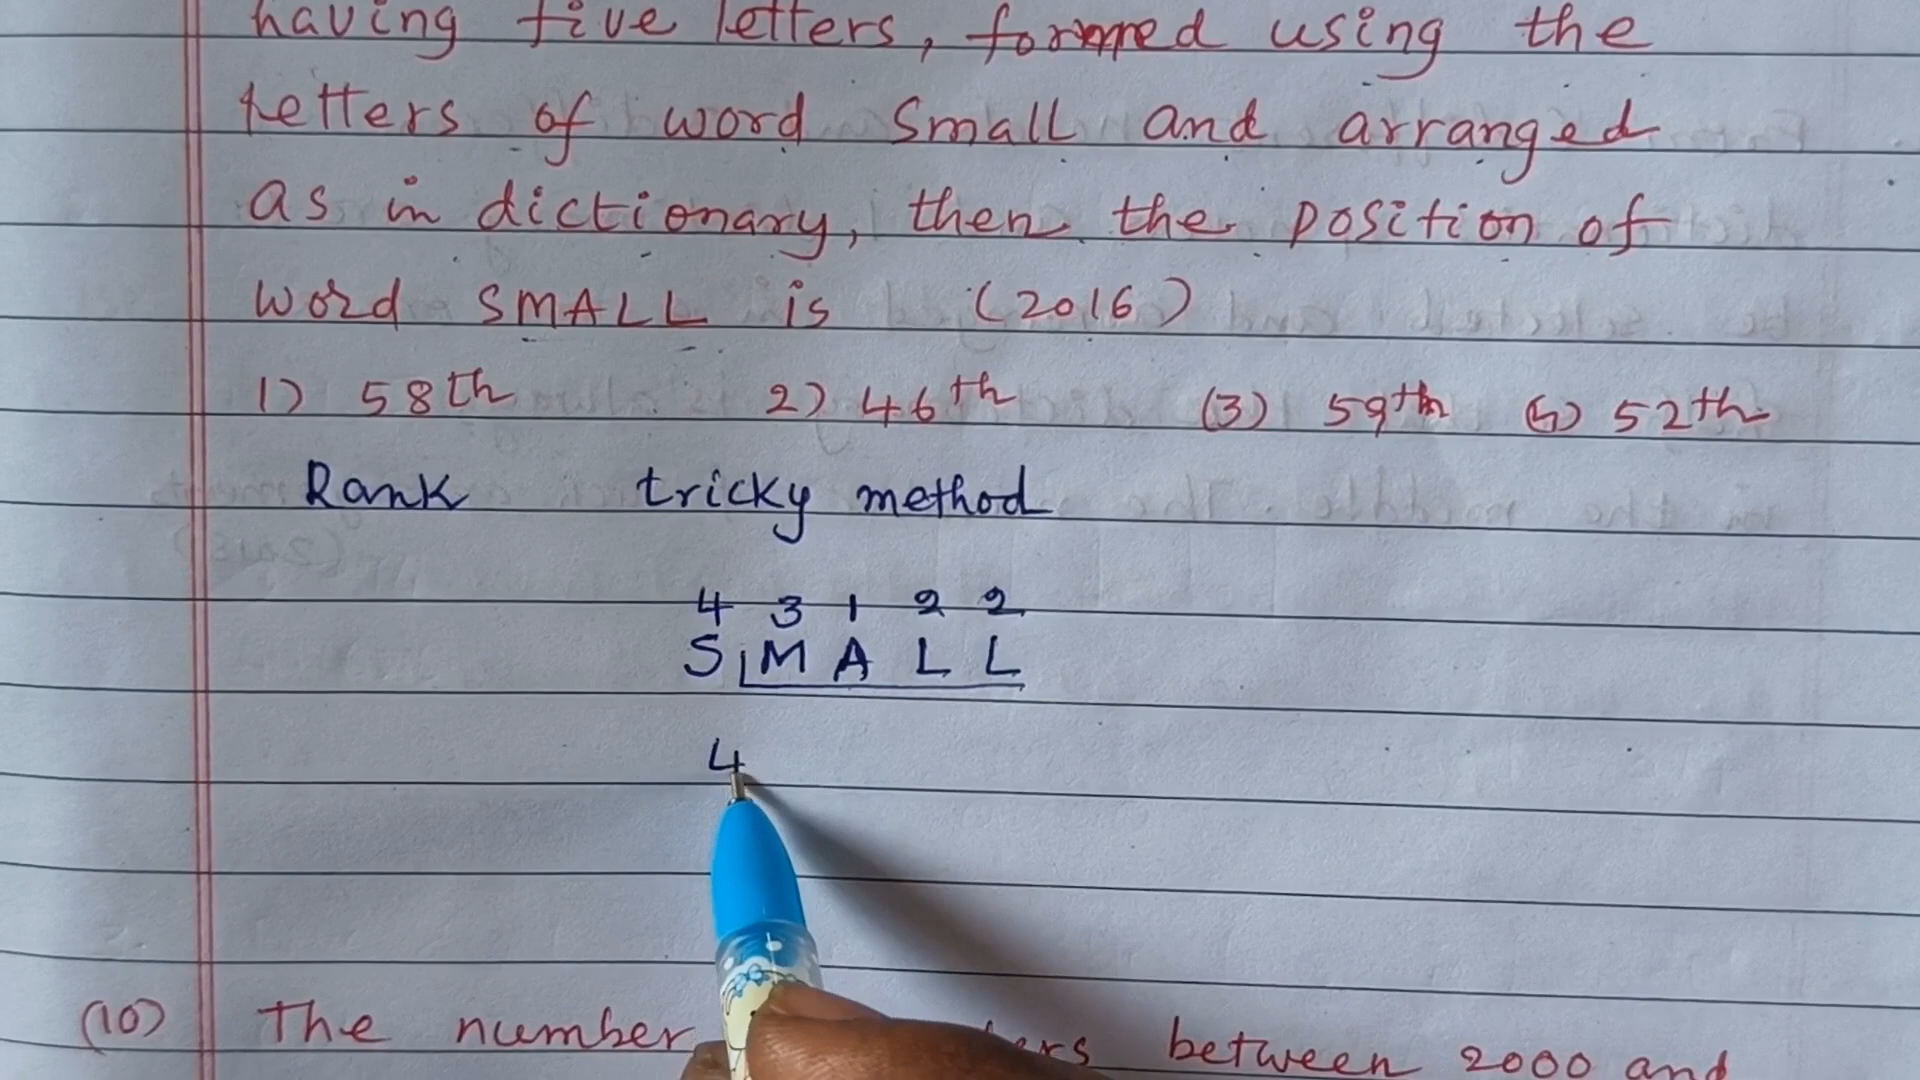 having five letters, formed using the
letters of word Small and arranged
as in dictionary, then the position of
word SMALL is (2016)
1) 58th 2) 46th (3) 59th (4) 52th
Rank tricky method
4 3 1 2 2
S M A L L
4
(10) The number between 2000 and